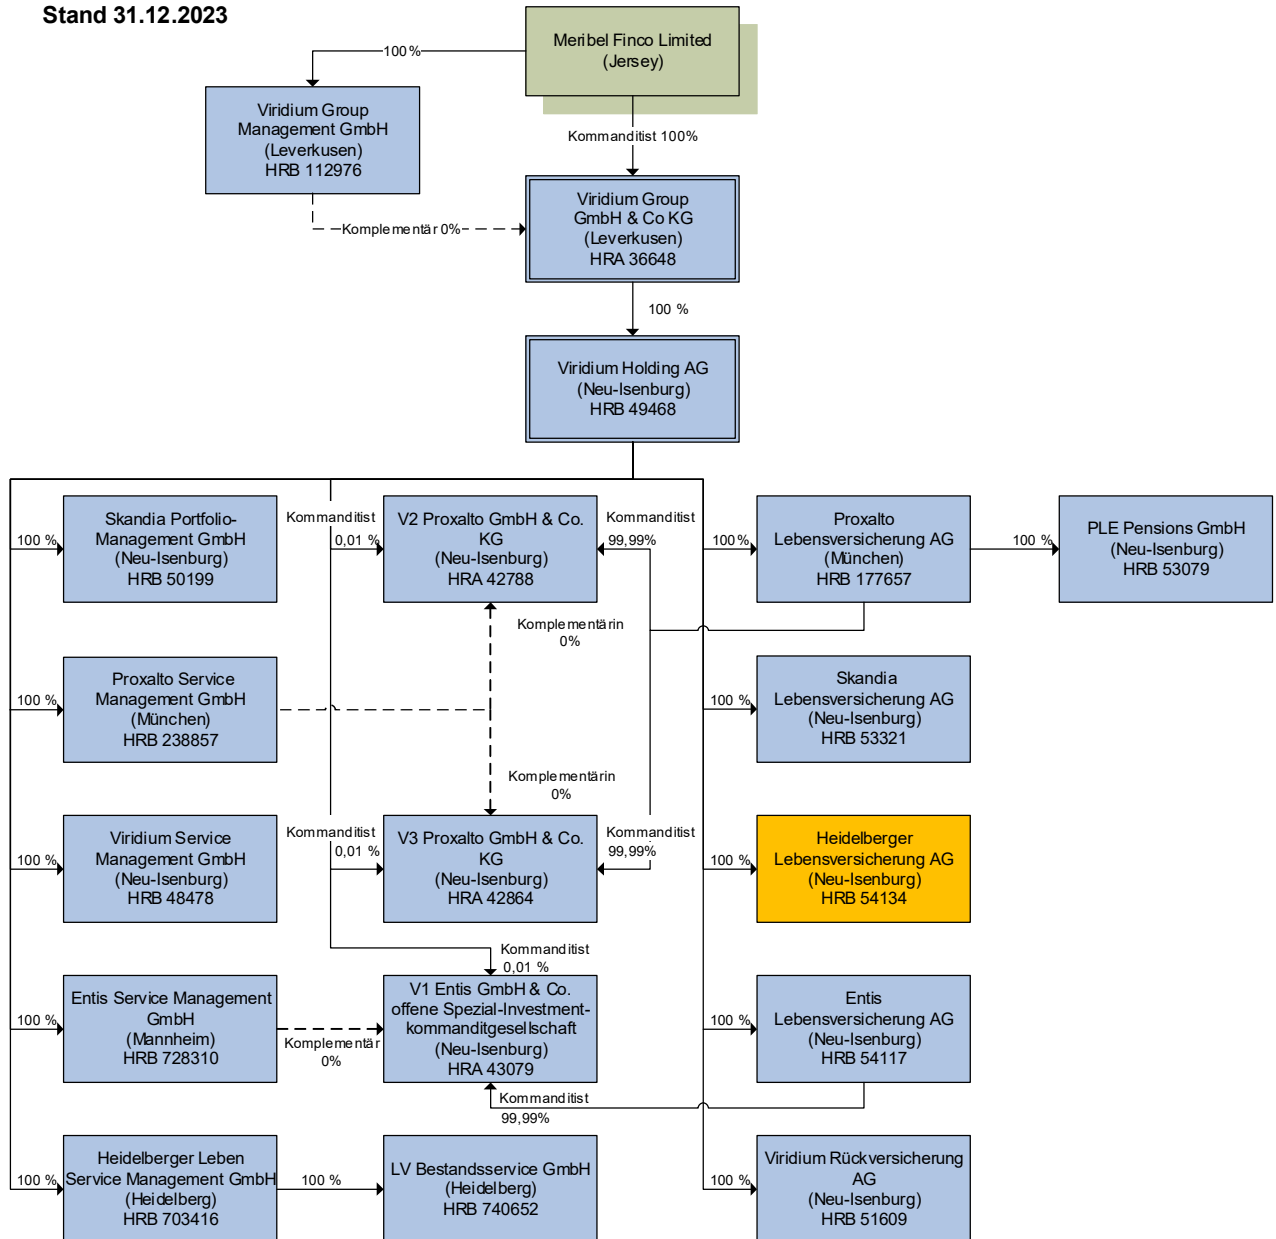 Stand 31.12.2023
Meribel Finco Limited
(Jersey)
100 %
Viridium Group
Management GmbH
(Leverkusen)
HRB 112976
Kommanditist 100%
Komplementär 0%
Viridium Group
GmbH & Co KG
(Leverkusen)
HRA 36648
100 %
Viridium Holding AG
(Neu-Isenburg)
HRB 49468
100 %
Skandia Portfolio-
Management GmbH
(Neu-Isenburg)
HRB 50199
Kommanditist
0,01 %
V2 Proxalto GmbH & Co.
KG
(Neu-Isenburg)
HRA 42788
Kommanditist
99,99%
100 %
Proxalto
Lebensversicherung AG
(München)
HRB 177657
100 %
PLE Pensions GmbH
(Neu-Isenburg)
HRB 53079
Komplementärin
0%
100 %
Proxalto Service
Management GmbH
(München)
HRB 238857
100 %
Skandia
Lebensversicherung AG
(Neu-Isenburg)
HRB 53321
Komplementärin
0%
100 %
Viridium Service
Management GmbH
(Neu-Isenburg)
HRB 48478
Kommanditist
0,01 %
V3 Proxalto GmbH & Co.
KG
(Neu-Isenburg)
HRA 42864
Kommanditist
99,99%
100 %
Heidelberger
Lebensversicherung AG
(Neu-Isenburg)
HRB 54134
Kommanditist
0,01 %
100 %
Entis Service Management
GmbH
(Mannheim)
HRB 728310
Komplementär
0%
V1 Entis GmbH & Co.
offene Spezial-Investment-
kommanditgesellschaft
(Neu-Isenburg)
HRA 43079
100 %
Entis
Lebensversicherung AG
(Neu-Isenburg)
HRB 54117
Kommanditist
99,99%
100 %
Heidelberger Leben
Service Management GmbH
(Heidelberg)
HRB 703416
100 %
LV Bestandsservice GmbH
(Heidelberg)
HRB 740652
100 %
Viridium Rückversicherung
AG
(Neu-Isenburg)
HRB 51609